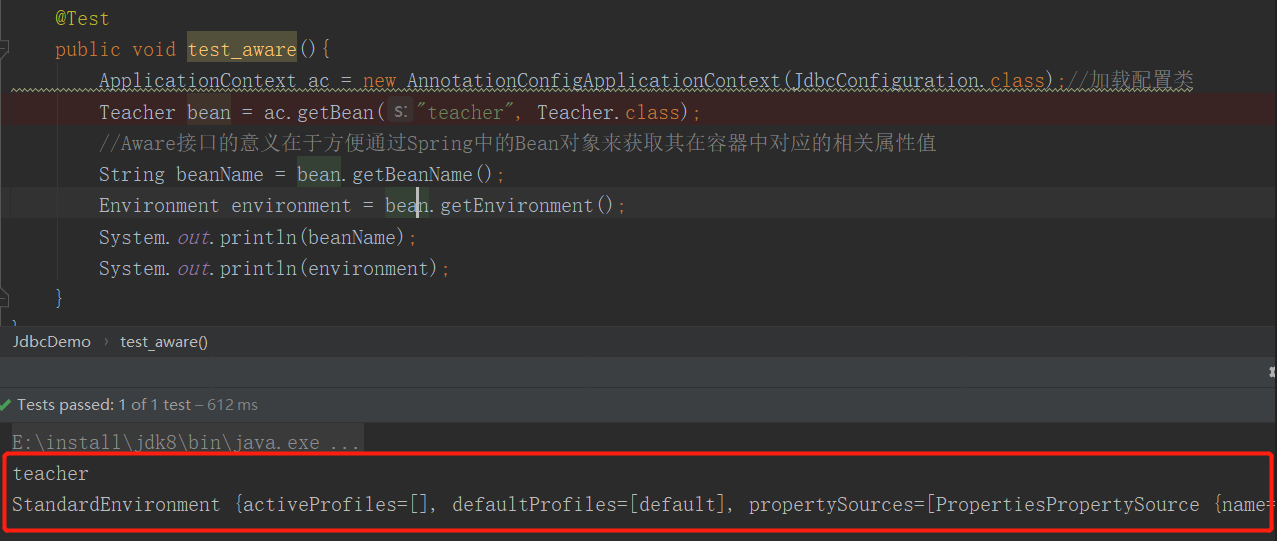 @Test
public void test_aware(){
ApplicationContext ac = new AnnotationConfigApplicationContext(JdbcConfiguration.class);//加载配置类
Teacher bean = ac.getBean( s: "teacher", Teacher.class);
//Aware接口的意义在于方便通过Spring中的Bean对象来获取其在容器中对应的相关属性值
String beanName = bean.getBeanName();
Environment environment = bean.getEnvironment();
System.out.println(beanName);
System.out.println(environment);
}
JdbcDemo › test_aware()
Tests passed: 1 of 1 test – 612 ms
E:\install\jdk8\bin\java.exe ...
teacher
StandardEnvironment {activeProfiles=[], defaultProfiles=[default], propertySources=[PropertiesPropertySource {name=